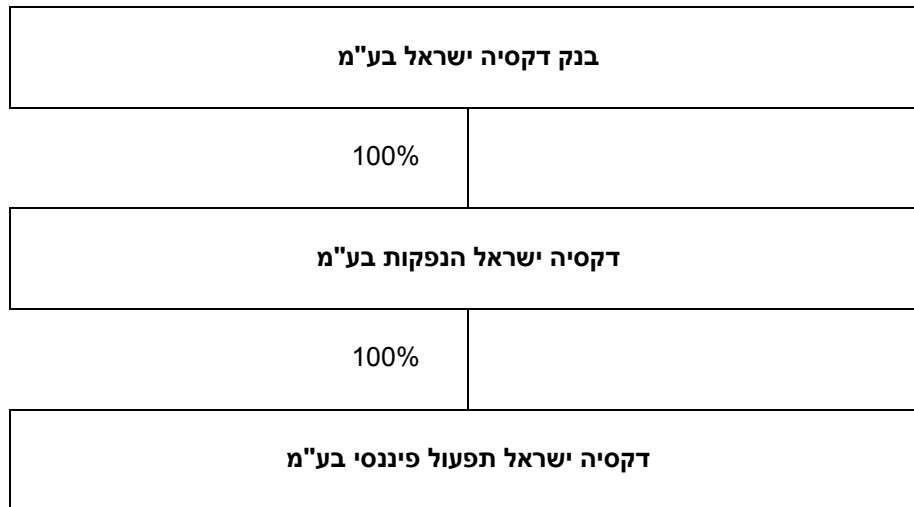 בנק דקסיה ישראל בע"מ
100%
דקסיה ישראל הנפקות בע"מ
100%
דקסיה ישראל תפעול פיננסי בע"מ